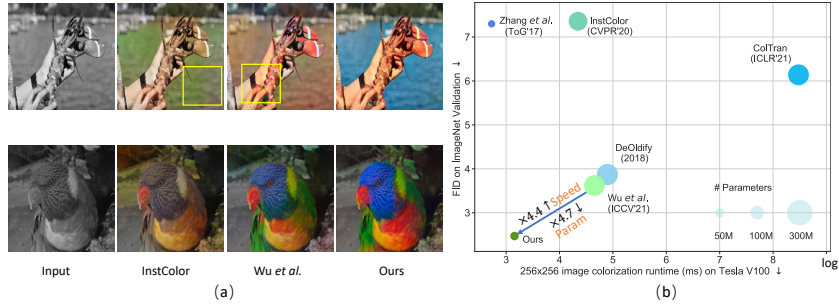 Input
InstColor
Wu et al.
Ours
(a)
FID on ImageNet Validation ↓
7
6
5
4
3
Zhang et al.
(ToG'17)
InstColor
(CVPR'20)
ColTran
(ICLR'21)
DeOldify
(2018)
Wu et al.
(ICCV'21)
×4.4↑Speed
×4.7↓
Param
Ours
# Parameters
50M
100M
300M
3
4
5
6
7
8
log
256x256 image colorization runtime (ms) on Tesla V100 ↓
(b)